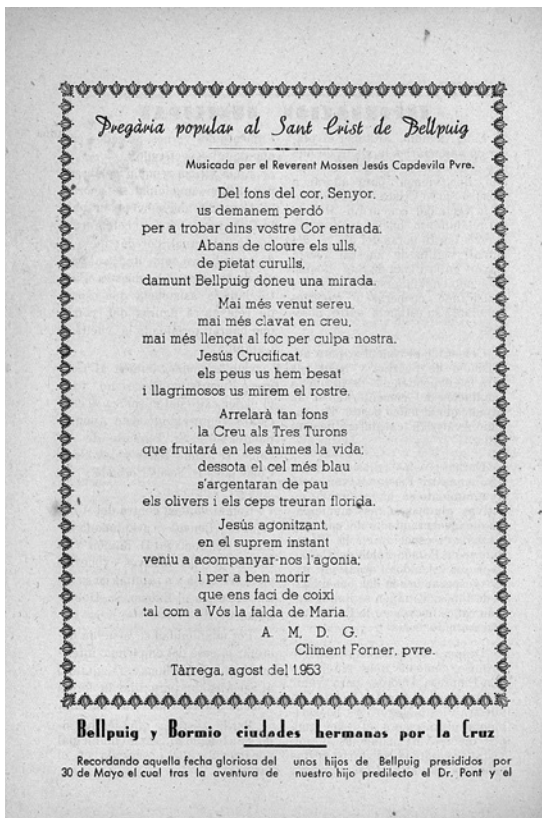 Pregària popular al Sant Crist de Bellpuig
Musicada per el Reverent Mossen Jesús Capdevila Pvre.
Del fons del cor, Senyor,
us demanem perdó
per a trobar dins vostre Cor entrada;
Abans de cloure els ulls,
de pietat curulls,
damunt Bellpuig doneu una mirada.
Mai més venut sereu,
mai més clavat en creu,
mai més llençat al foc per culpa nostra.
Jesús Crucificat,
els peus us hem besat
i llagrimosos us mirem el rostre.
Arrelarà tan fons
la Creu als Tres Turons
que fruitará en les ànimes la vida;
dessota el cel més blau
s'argentaran de pau
els olivers i els ceps treuran florida.
Jesús agonitzant,
en el suprem instant
veniu a acompanyar-nos l'agonia;
i per a ben morir
que ens faci de coixí
tal com a Vós la falda de Maria.
A. M. D. G.
Climent Forner, pvre.
Tàrrega, agost del 1.953
Bellpuig y Bormio ciudades hermanas por la Cruz
Recordando aquella fecha gloriosa del
30 de Mayo el cual tras la aventura de
unos hijos de Bellpuig presididos por
nuestro hijo predilecto el Dr. Pont y el